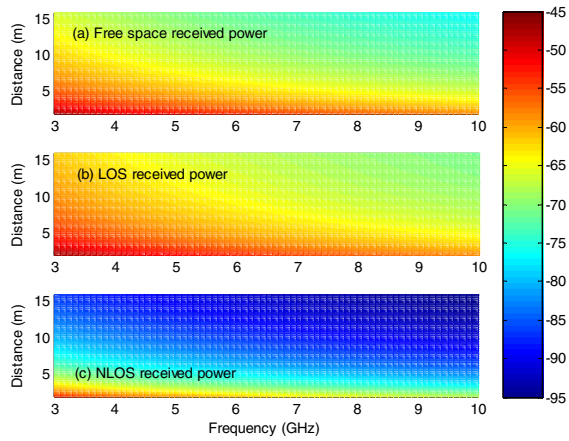 (a) Free space received power
Distance (m)
15
10
5
3 4 5 6 7 8 9 10
(b) LOS received power
Distance (m)
15
10
5
3 4 5 6 7 8 9 10
(c) NLOS received power
Distance (m)
15
10
5
3 4 5 6 7 8 9 10
Frequency (GHz)
-45
-50
-55
-60
-65
-70
-75
-80
-85
-90
-95